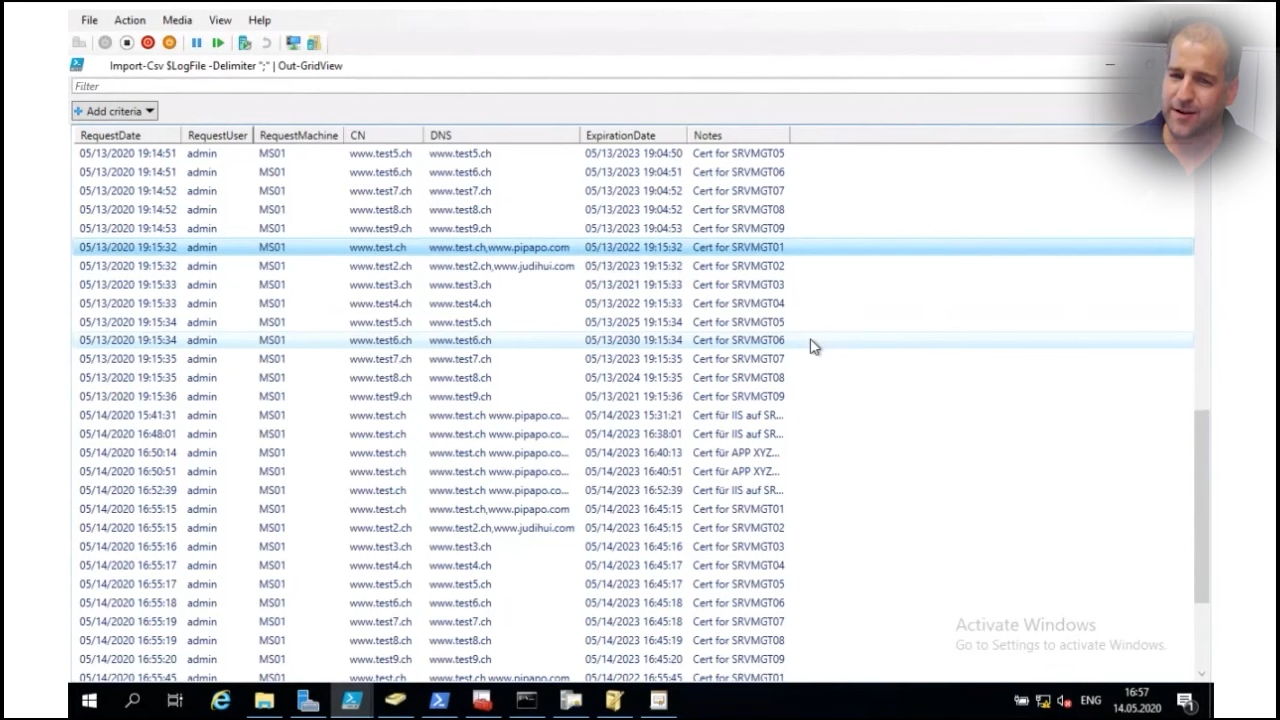 File Action Media View Help
Import-Csv $LogFile -Delimiter ";" | Out-GridView
Filter
Add criteria
RequestDate RequestUser RequestMachine CN DNS ExpirationDate Notes
05/13/2020 19:14:51 admin MS01 www.test5.ch www.test5.ch 05/13/2023 19:04:50 Cert for SRVMGT05
05/13/2020 19:14:51 admin MS01 www.test6.ch www.test6.ch 05/13/2023 19:04:51 Cert for SRVMGT06
05/13/2020 19:14:52 admin MS01 www.test7.ch www.test7.ch 05/13/2023 19:04:52 Cert for SRVMGT07
05/13/2020 19:14:52 admin MS01 www.test8.ch www.test8.ch 05/13/2023 19:04:52 Cert for SRVMGT08
05/13/2020 19:14:53 admin MS01 www.test9.ch www.test9.ch 05/13/2023 19:04:53 Cert for SRVMGT09
05/13/2020 19:15:32 admin MS01 www.test.ch www.test.ch,www.pipapo.com 05/13/2022 19:15:32 Cert for SRVMGT01
05/13/2020 19:15:32 admin MS01 www.test2.ch www.test2.ch,www.judihui.com 05/13/2023 19:15:32 Cert for SRVMGT02
05/13/2020 19:15:33 admin MS01 www.test3.ch www.test3.ch 05/13/2021 19:15:33 Cert for SRVMGT03
05/13/2020 19:15:33 admin MS01 www.test4.ch www.test4.ch 05/13/2022 19:15:33 Cert for SRVMGT04
05/13/2020 19:15:34 admin MS01 www.test5.ch www.test5.ch 05/13/2025 19:15:34 Cert for SRVMGT05
05/13/2020 19:15:34 admin MS01 www.test6.ch www.test6.ch 05/13/2030 19:15:34 Cert for SRVMGT06
05/13/2020 19:15:35 admin MS01 www.test7.ch www.test7.ch 05/13/2023 19:15:35 Cert for SRVMGT07
05/13/2020 19:15:35 admin MS01 www.test8.ch www.test8.ch 05/13/2024 19:15:35 Cert for SRVMGT08
05/13/2020 19:15:36 admin MS01 www.test9.ch www.test9.ch 05/13/2021 19:15:36 Cert for SRVMGT09
05/14/2020 15:41:31 admin MS01 www.test.ch www.test.ch www.pipapo.co... 05/14/2023 15:31:21 Cert für IIS auf SR...
05/14/2020 16:48:01 admin MS01 www.test.ch www.test.ch www.pipapo.co... 05/14/2023 16:38:01 Cert für IIS auf SR...
05/14/2020 16:50:14 admin MS01 www.test.ch www.test.ch www.pipapo.co... 05/14/2023 16:40:13 Cert für APP XYZ...
05/14/2020 16:50:51 admin MS01 www.test.ch www.test.ch www.pipapo.co... 05/14/2023 16:40:51 Cert für APP XYZ...
05/14/2020 16:52:39 admin MS01 www.test.ch www.test.ch www.pipapo.co... 05/14/2023 16:52:39 Cert für IIS auf SR...
05/14/2020 16:55:15 admin MS01 www.test.ch www.test.ch,www.pipapo.com 05/14/2023 16:45:15 Cert for SRVMGT01
05/14/2020 16:55:15 admin MS01 www.test2.ch www.test2.ch,www.judihui.com 05/14/2023 16:45:15 Cert for SRVMGT02
05/14/2020 16:55:16 admin MS01 www.test3.ch www.test3.ch 05/14/2023 16:45:16 Cert for SRVMGT03
05/14/2020 16:55:17 admin MS01 www.test4.ch www.test4.ch 05/14/2023 16:45:17 Cert for SRVMGT04
05/14/2020 16:55:17 admin MS01 www.test5.ch www.test5.ch 05/14/2023 16:45:17 Cert for SRVMGT05
05/14/2020 16:55:18 admin MS01 www.test6.ch www.test6.ch 05/14/2023 16:45:18 Cert for SRVMGT06
05/14/2020 16:55:19 admin MS01 www.test7.ch www.test7.ch 05/14/2023 16:45:18 Cert for SRVMGT07
05/14/2020 16:55:19 admin MS01 www.test8.ch www.test8.ch 05/14/2023 16:45:19 Cert for SRVMGT08
05/14/2020 16:55:20 admin MS01 www.test9.ch www.test9.ch 05/14/2023 16:45:20 Cert for SRVMGT09
05/14/2020 16:55:45 admin MS01 www.test.ch www.test.ch,www.pipapo.com 05/14/2022 16:55:45 Cert for SRVMGT01
Activate Windows
Go to Settings to activate Windows.
ENG
16:57
14.05.2020
1